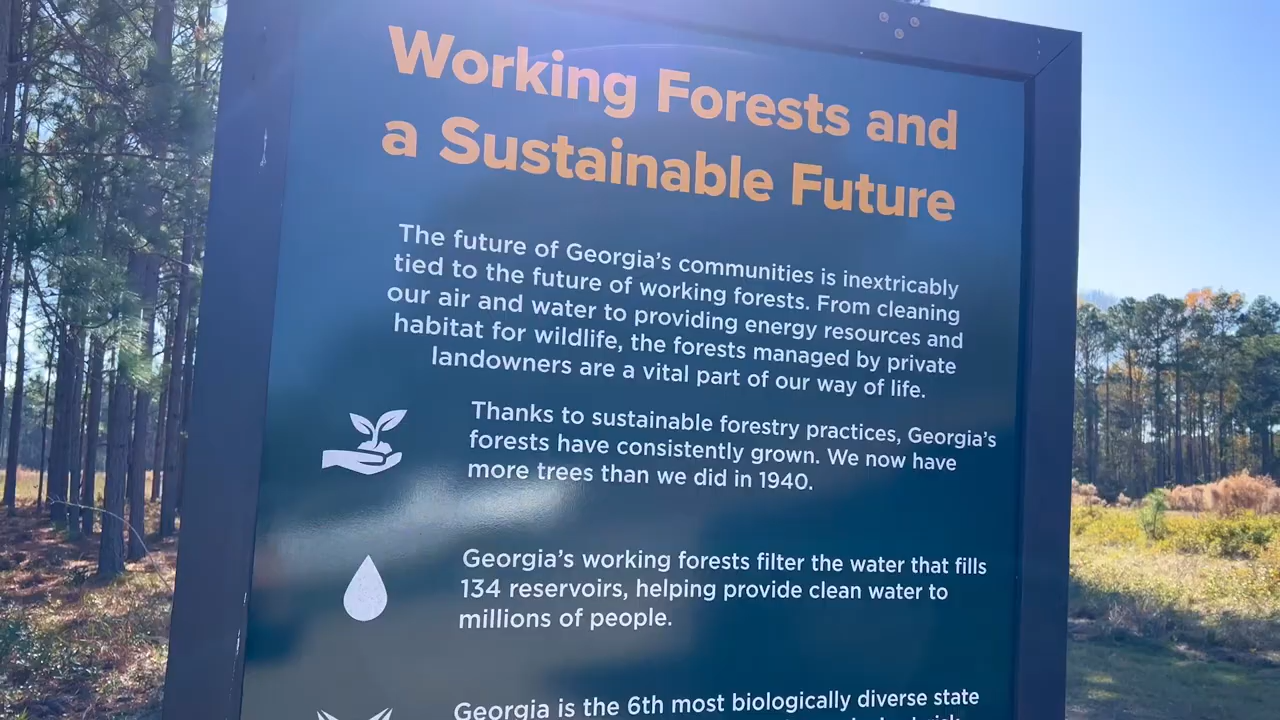 Working Forests and
a Sustainable Future
The future of Georgia's communities is inextricably
tied to the future of working forests. From cleaning
our air and water to providing energy resources and
habitat for wildlife, the forests managed by private
landowners are a vital part of our way of life.
Thanks to sustainable forestry practices, Georgia's
forests have consistently grown. We now have
more trees than we did in 1940.
Georgia's working forests filter the water that fills
134 reservoirs, helping provide clean water to
millions of people.
Georgia is the 6th most biologically diverse state